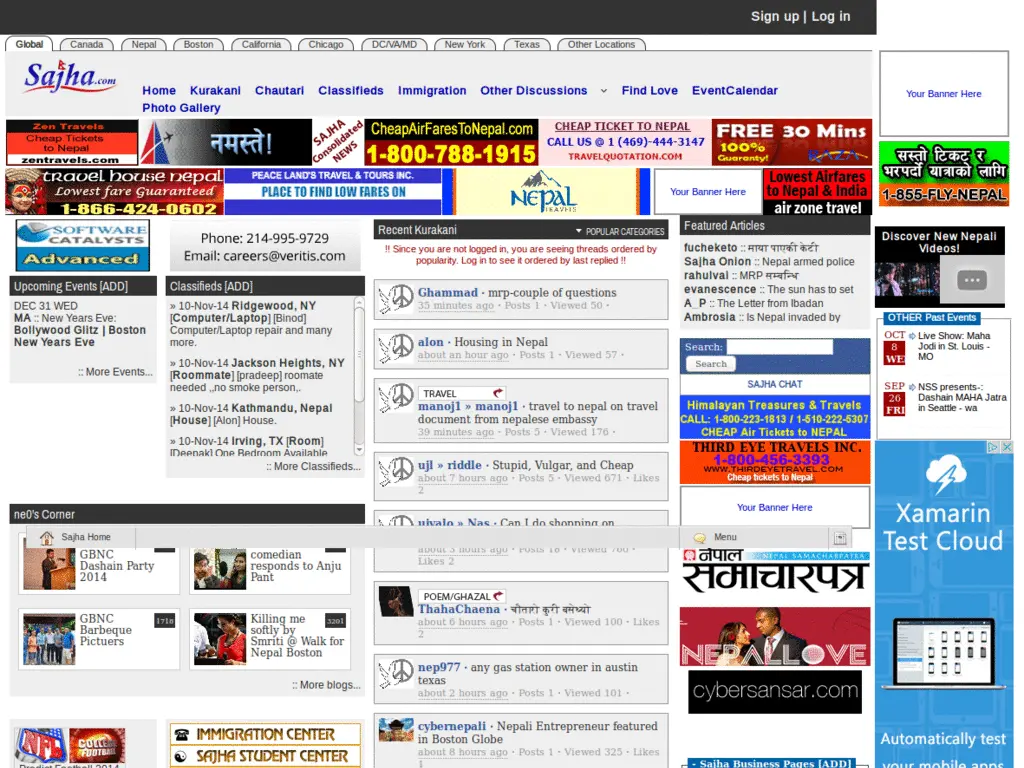 Sign up | Log in
Global
Canada
Nepal
Boston
California
Chicago
DC/VA/MD
New York
Texas
Other Locations
Sajha.com
Home
Kurakani
Chautari
Classifieds
Immigration
Other Discussions
Find Love
EventCalendar
Photo Gallery
Your Banner Here
Zen Travels
Cheap Tickets
to Nepal
zentravels.com
नमस्ते!
SAJHA
Consolidated
NEWS
CheapAirFaresToNepal.com
1-800-788-1915
CHEAP TICKET TO NEPAL
CALL US @ 1 (469)-444-3147
TRAVELQUOTATION.COM
FREE 30 Mins
100%
Guaranty!
सस्तो टिकट र
भरपर्दो यात्राको लागि
1-855-FLY-NEPAL
travel house nepal
Lowest fare Guaranteed
1-866-424-0602
PEACE LAND'S TRAVEL & TOURS INC.
PLACE TO FIND LOW FARES ON
NEPAL
TRAVELS
Your Banner Here
Lowest Airfares
to Nepal & India
air zone travel
SOFTWARE
CATALYSTS
Advanced
Phone: 214-995-9729
Email: careers@veritis.com
Upcoming Events [ADD]
DEC 31 WED
MA :: New Years Eve:
Bollywood Glitz | Boston
New Years Eve
:: More Events...
Classifieds [ADD]
» 10-Nov-14 Ridgewood, NY
[Computer/Laptop] [Binod]
Computer/Laptop repair and many
more.
» 10-Nov-14 Jackson Heights, NY
[Roommate] [pradeep] roomate
needed ,,no smoke person,.
» 10-Nov-14 Kathmandu, Nepal
[House] [Alon] House.
» 10-Nov-14 Irving, TX [Room]
[Deepak] One Bedroom Available
:: More Classifieds...
Recent Kurakani
POPULAR CATEGORIES
!! Since you are not logged in, you are seeing threads ordered by
popularity. Log in to see it ordered by last replied !!
Ghammad · mrp-couple of questions
35 minutes ago · Posts 1 · Viewed 50 ·
alon · Housing in Nepal
about an hour ago · Posts 1 · Viewed 57 ·
TRAVEL
manoj1 » manoj1 · travel to nepal on travel
document from nepalese embassy
39 minutes ago · Posts 5 · Viewed 176 ·
ujl » riddle · Stupid, Vulgar, and Cheap
about 7 hours ago · Posts 5 · Viewed 671 · Likes
2
ujyalo » Nas · Can I do shopping on
about 3 hours ago · Posts 18 · Viewed 760 ·
Likes 2
POEM/GHAZAL
ThahaChaena · चौतारो कुरी बसेथ्यो
about 6 hours ago · Posts 1 · Viewed 100 · Likes
2
nep977 · any gas station owner in austin
texas
about 2 hours ago · Posts 1 · Viewed 101 ·
cybernepali · Nepali Entrepreneur featured
in Boston Globe
about 8 hours ago · Posts 1 · Viewed 325 · Likes
1
Featured Articles
fucheketo :: माया पाएकी केटी
Sajha Onion :: Nepal armed police
rahulvai :: MRP सम्बन्धि
evanescence :: The sun has to set
A_P :: The Letter from Ibadan
Ambrosia :: Is Nepal invaded by
Search:
Search
SAJHA CHAT
Himalayan Treasures & Travels
CALL: 1-800-223-1813 / 1-510-222-5307
CHEAP Air Tickets to NEPAL
THIRD EYE TRAVELS INC.
1-800-456-3393
WWW.THIRDEYETRAVEL.COM
Cheap tickets to Nepal
Your Banner Here
Discover New Nepali
Videos!
OTHER Past Events
OCT
8
WED
Live Show: Maha
Jodi in St. Louis -
MO
SEP
26
FRI
NSS presents-:
Dashain MAHA Jatra
in Seattle - wa
ne0's Corner
Sajha Home
Menu
GBNC
Dashain Party
2014
comedian
responds to Anju
Pant
GBNC
Barbeque
Pictuers
1718
Killing me
softly by
Smriti @ Walk for
Nepal Boston
3201
:: More blogs...
नेपाल
NEPAL SAMACHARPATRA
समाचारपत्र
NEPALLOVE
cybersansar.com
Xamarin
Test Cloud
Automatically test
your mobile apps
NFL
COLLEGE
FOOTBALL
Predict Football 2014
IMMIGRATION CENTER
SAJHA STUDENT CENTER
- Sajha Business Pages [ADD]